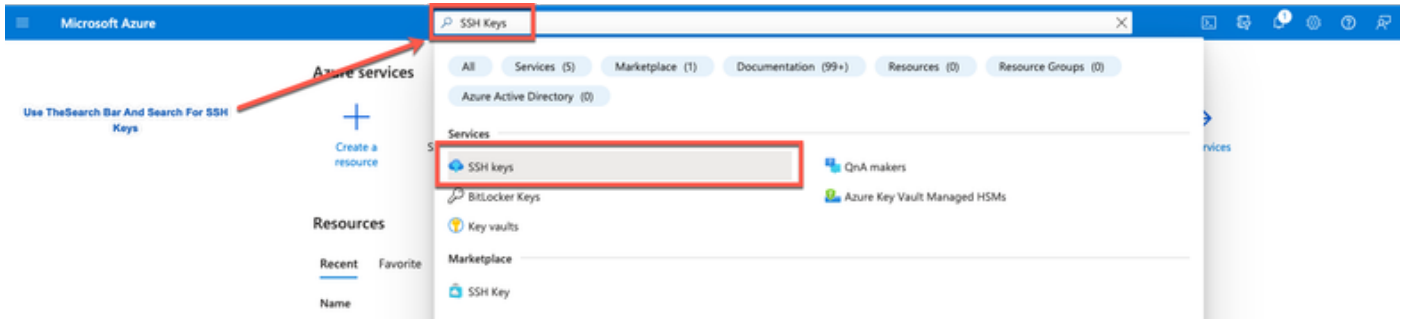 Microsoft Azure
SSH Keys
Azure services
All Services (5) Marketplace (1) Documentation (99+) Resources (0) Resource Groups (0)
Azure Active Directory (0)
Use TheSearch Bar And Search For SSH
Keys
Services
Create a
resource
S
SSH keys
QnA makers
rvices
BitLocker Keys
Azure Key Vault Managed HSMs
Resources
Key vaults
Recent Favorite
Marketplace
Name
SSH Key
1